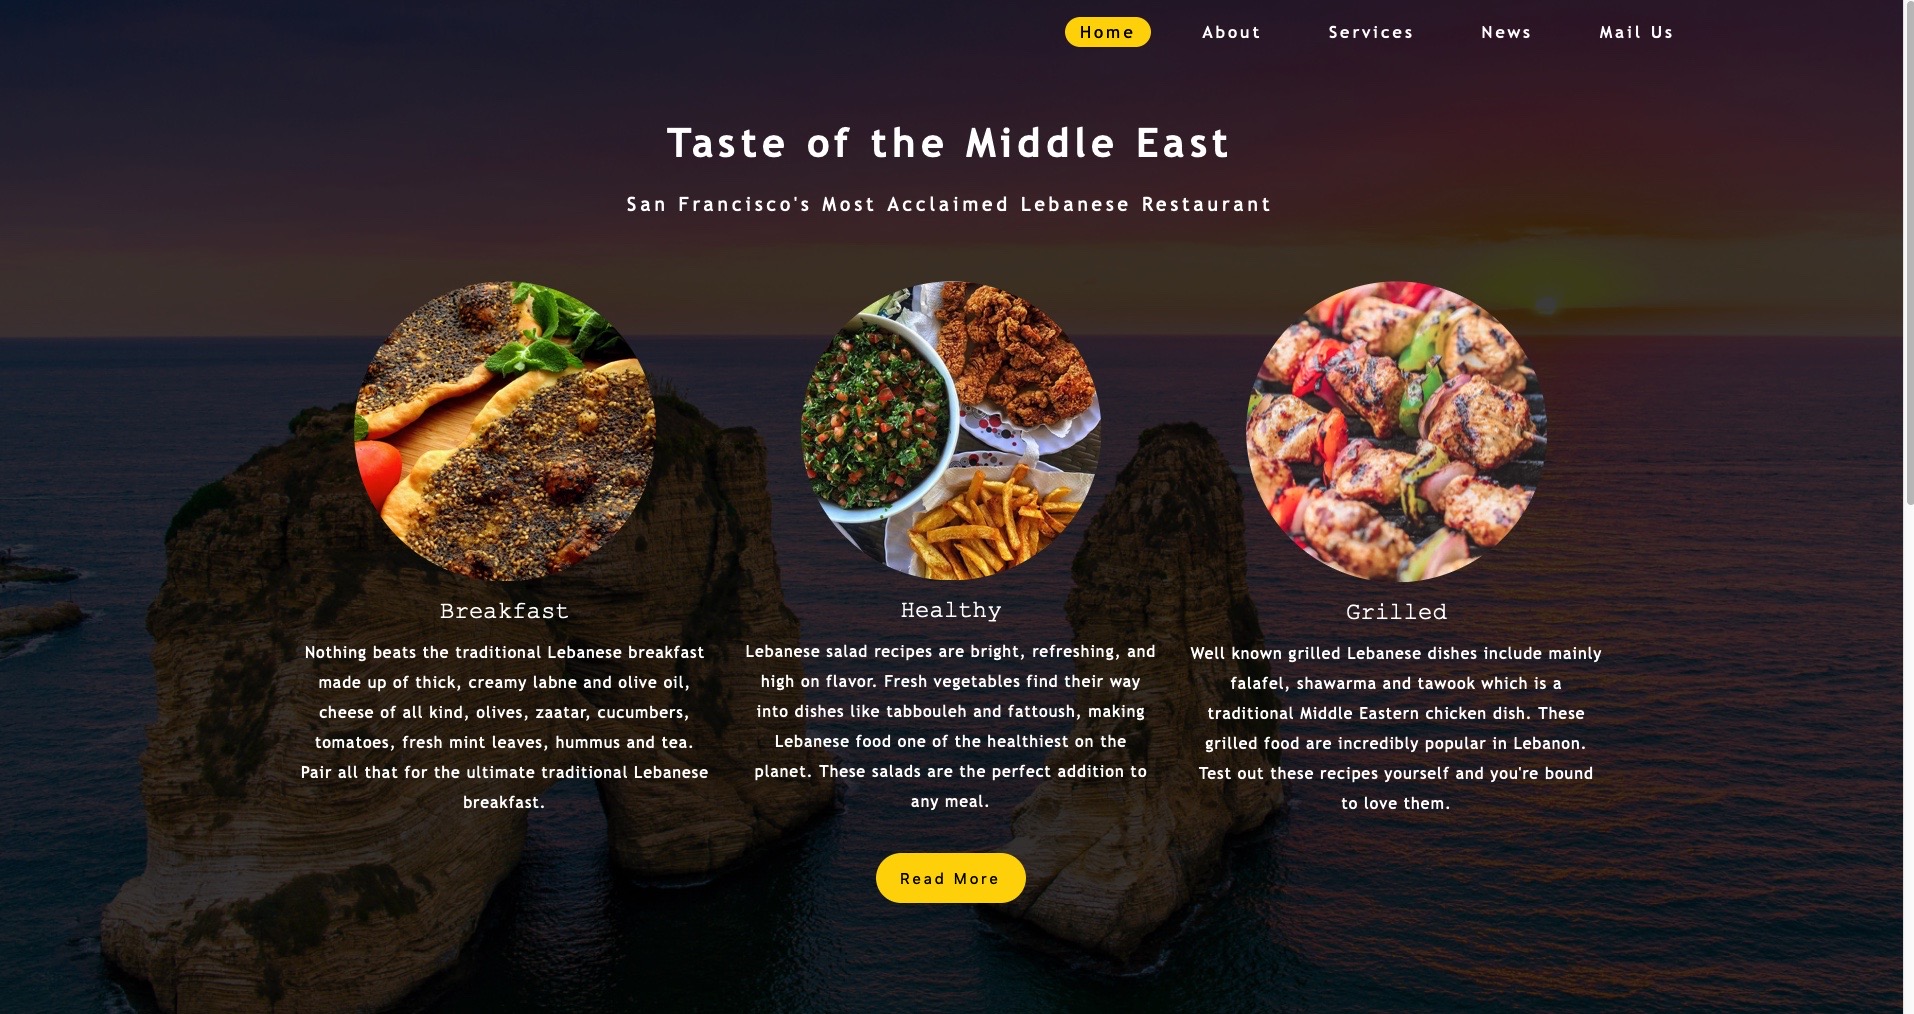 Home About Services News Mail Us
Taste of the Middle East
San Francisco's Most Acclaimed Lebanese Restaurant
Breakfast
Nothing beats the traditional Lebanese breakfast
made up of thick, creamy labne and olive oil,
cheese of all kind, olives, zaatar, cucumbers,
tomatoes, fresh mint leaves, hummus and tea.
Pair all that for the ultimate traditional Lebanese
breakfast.
Healthy
Lebanese salad recipes are bright, refreshing, and
high on flavor. Fresh vegetables find their way
into dishes like tabbouleh and fattoush, making
Lebanese food one of the healthiest on the
planet. These salads are the perfect addition to
any meal.
Grilled
Well known grilled Lebanese dishes include mainly
falafel, shawarma and tawook which is a
traditional Middle Eastern chicken dish. These
grilled food are incredibly popular in Lebanon.
Test out these recipes yourself and you're bound
to love them.
Read More